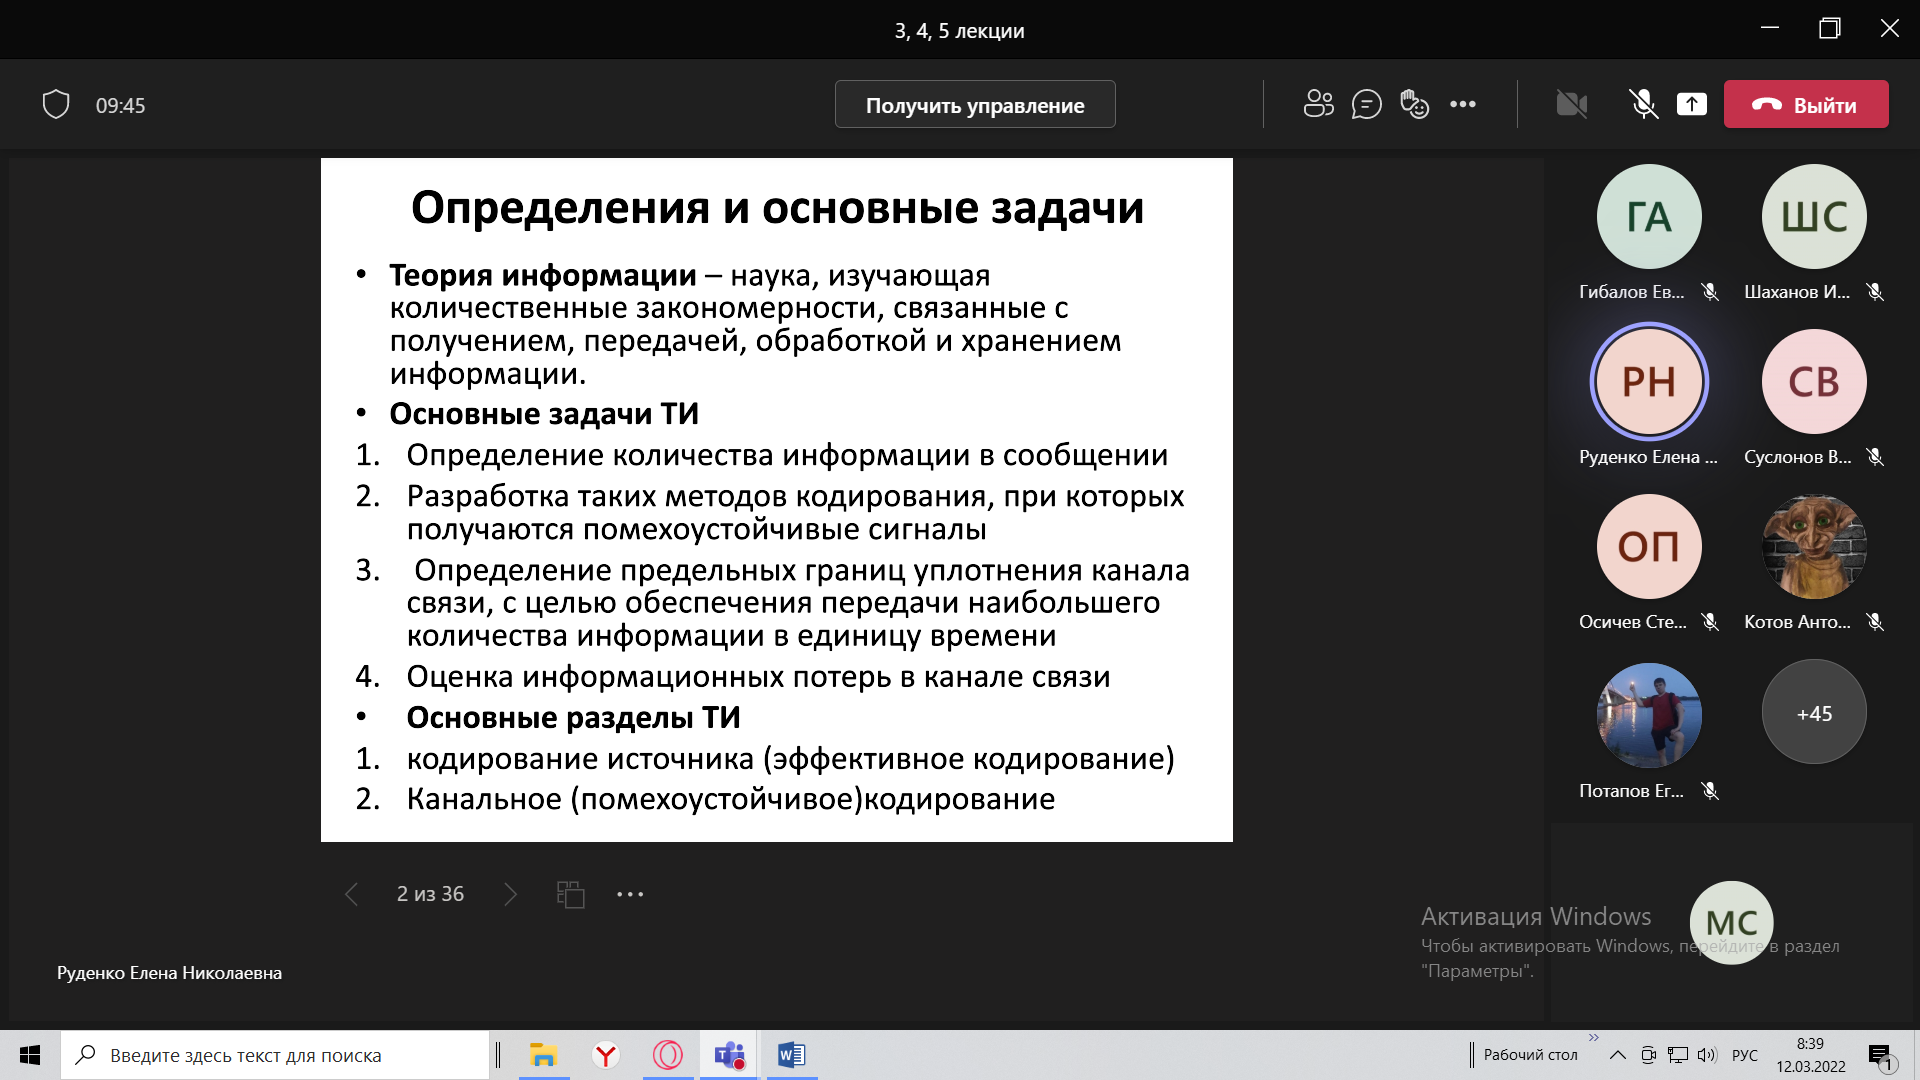 3, 4, 5 лекции
09:45
Получить управление
Выйти
Определения и основные задачи
• Теория информации – наука, изучающая
количественные закономерности, связанные с
получением, передачей, обработкой и хранением
информации.
• Основные задачи ТИ
1. Определение количества информации в сообщении
2. Разработка таких методов кодирования, при которых
получаются помехоустойчивые сигналы
3. Определение предельных границ уплотнения канала
связи, с целью обеспечения передачи наибольшего
количества информации в единицу времени
4. Оценка информационных потерь в канале связи
• Основные разделы ТИ
1. кодирование источника (эффективное кодирование)
2. Канальное (помехоустойчивое)кодирование
2 из 36
Руденко Елена Николаевна
ГА
ШС
Гибалов Ев...
Шаханов И...
РН
СВ
Руденко Елена ...
Суслонов В...
ОП
Осичев Сте...
Котов Анто...
+45
Потапов Ег...
МС
Активация Windows
Чтобы активировать Windows, перейдите в раздел
"Параметры".
Введите здесь текст для поиска
Рабочий стол
РУС
8:39
12.03.2022
1